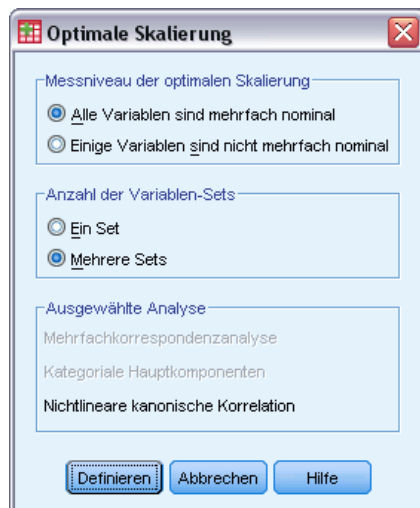 Optimale Skalierung
Messniveau der optimalen Skalierung
Alle Variablen sind mehrfach nominal
Einige Variablen sind nicht mehrfach nominal
Anzahl der Variablen-Sets
Ein Set
Mehrere Sets
Ausgewählte Analyse
Mehrfachkorrespondenzanalyse
Kategoriale Hauptkomponenten
Nichtlineare kanonische Korrelation
Definieren Abbrechen Hilfe